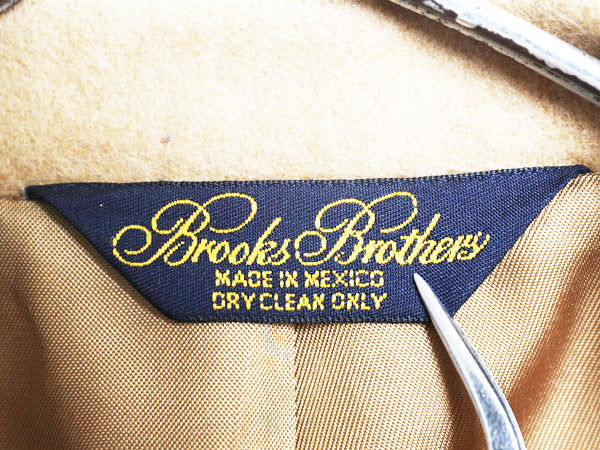 Brooks Brothers
MADE IN MEXICO
DRY CLEAN ONLY